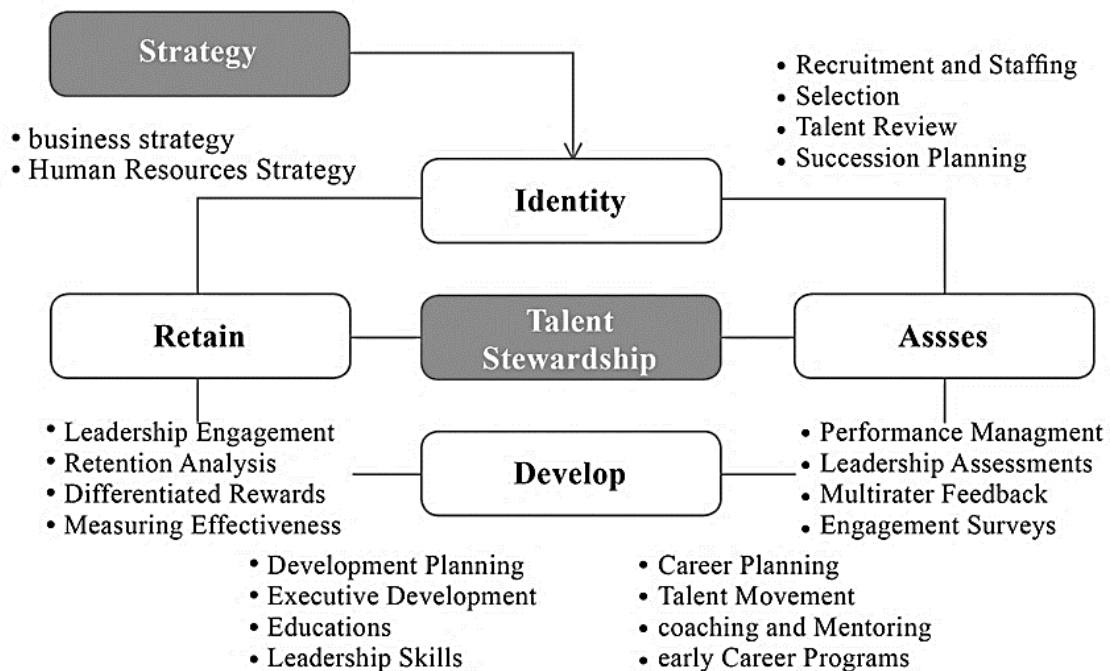 Strategy
• business strategy
• Human Resources Strategy
• Recruitment and Staffing
• Selection
• Talent Review
• Succession Planning
Identity
Retain
Talent
Stewardship
Assses
• Leadership Engagement
• Retention Analysis
• Differentiated Rewards
• Measuring Effectiveness
Develop
• Performance Managment
• Leadership Assessments
• Multirater Feedback
• Engagement Surveys
• Development Planning
• Executive Development
• Educations
• Leadership Skills
• Career Planning
• Talent Movement
• coaching and Mentoring
• early Career Programs